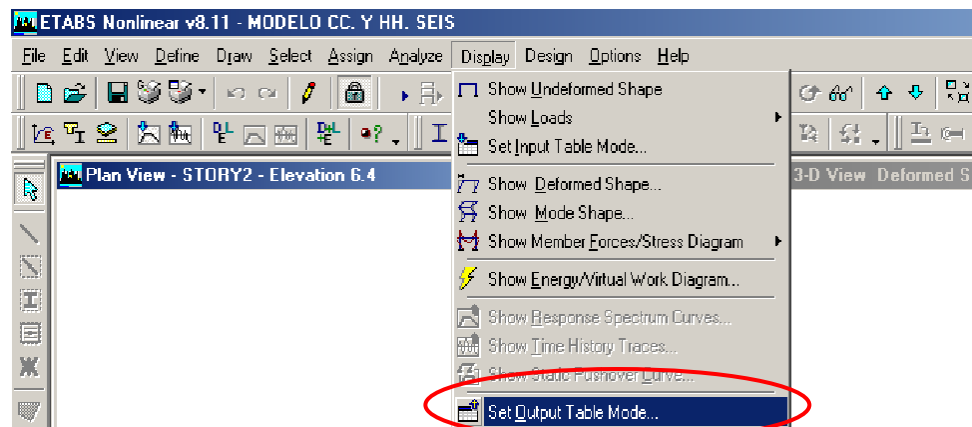 ETABS Nonlinear v8.11 - MODELO CC. Y HH. SEIS
File Edit View Define Draw Select Assign Analyze Display Design Options Help
Show Undeformed Shape
Show Loads
Set Input Table Mode...
Plan View - STORY2 - Elevation 6.4
3-D View Deformed S
Show Deformed Shape...
Show Mode Shape...
Show Member Forces/Stress Diagram
Show Energy/Virtual Work Diagram...
Show Response Spectrum Curves...
Show Time History Traces...
Show Static Pushover Curve...
Set Output Table Mode...